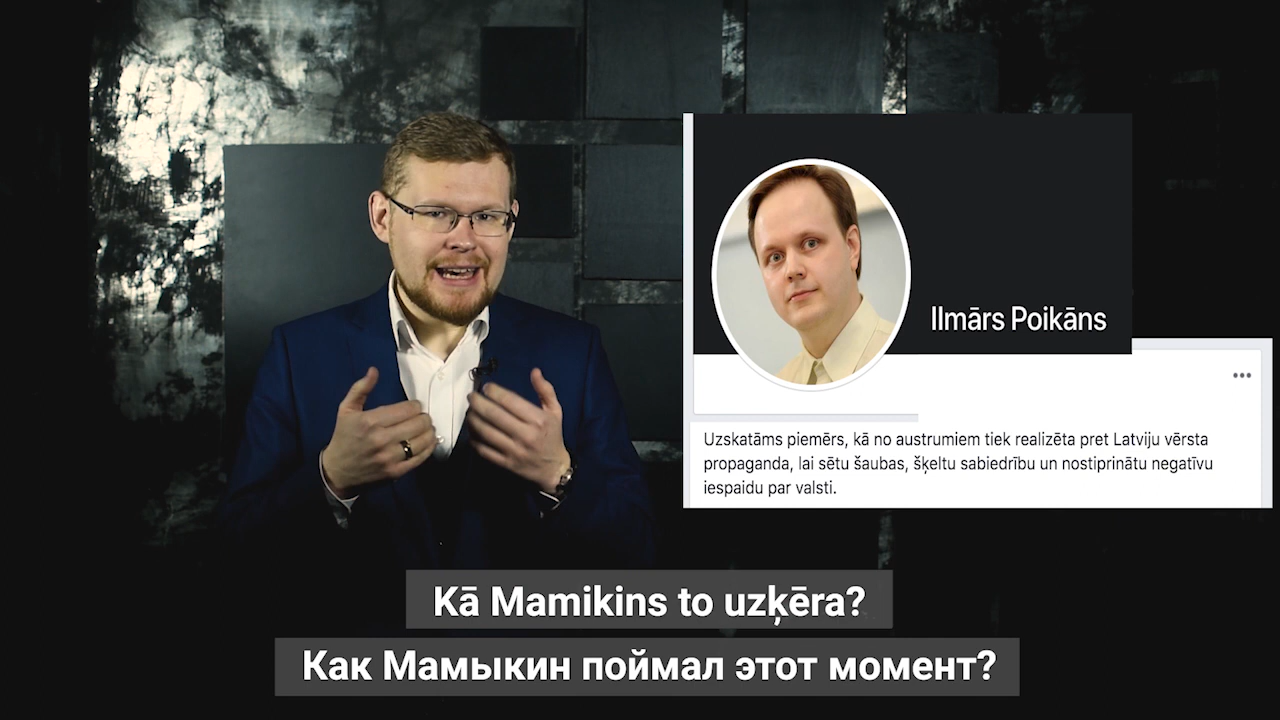 Ilmārs Poikāns
Uzskatāms piemērs, kā no austrumiem tiek realizēta pret Latviju vērsta
propaganda, lai sētu šaubas, šķeltu sabiedrību un nostiprinātu negatīvu
iespaidu par valsti.
Kā Mamikins to uzķēra?
Как Мамыкин поймал этот момент?